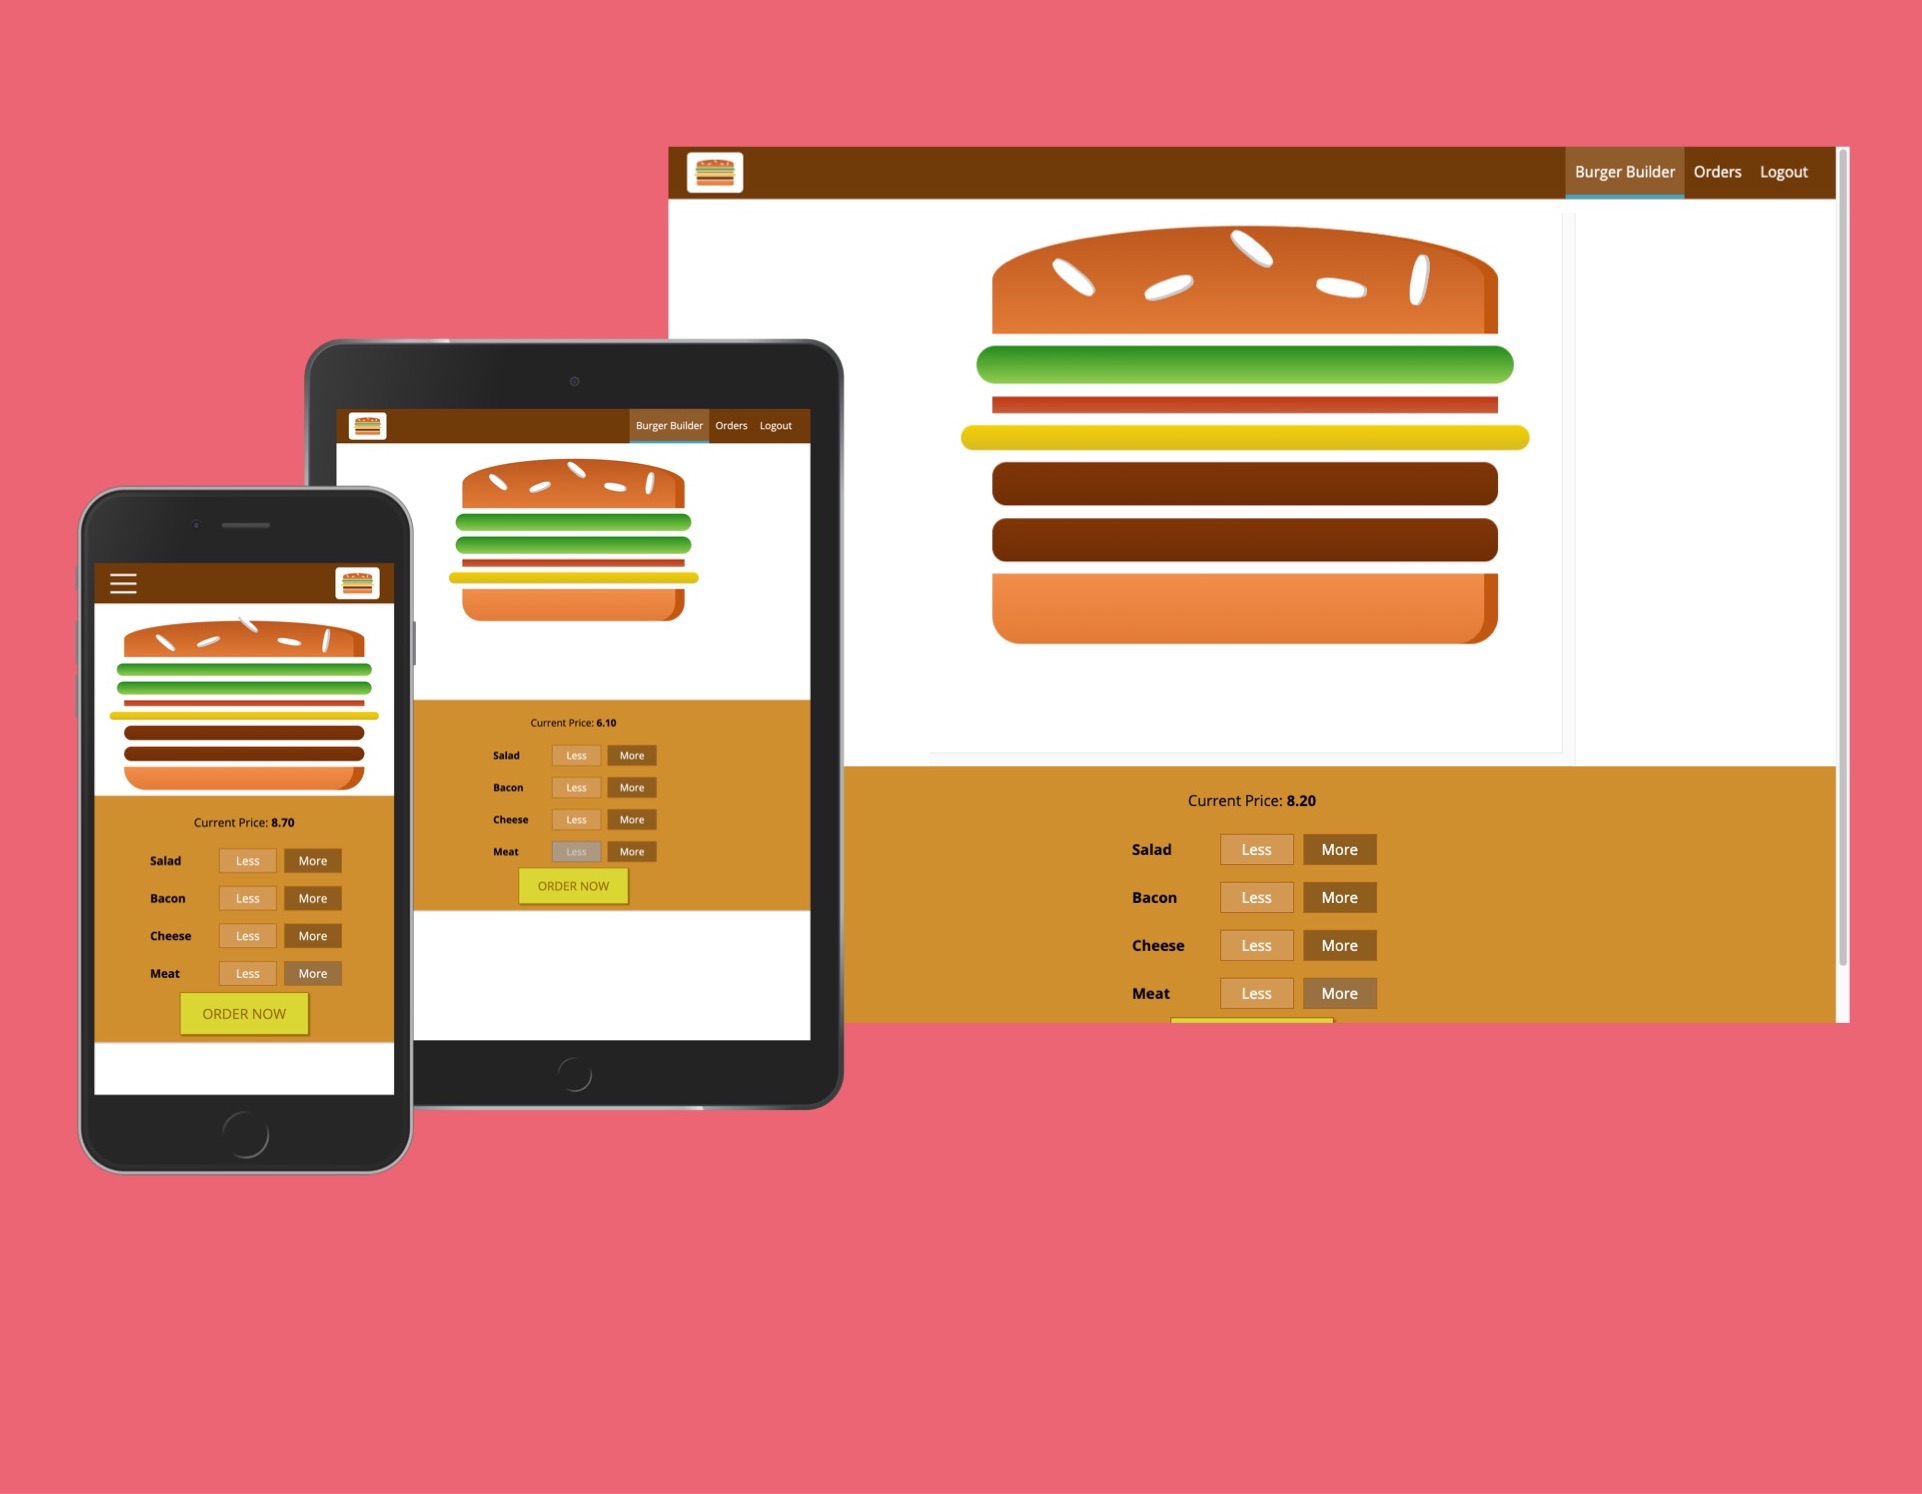 Burger Builder Orders Logout
Current Price: 8.20
Salad Less More
Bacon Less More
Cheese Less More
Meat Less More
Burger Builder Orders Logout
Current Price: 6.10
Salad Less More
Bacon Less More
Cheese Less More
Meat Less More
ORDER NOW
Current Price: 8.70
Salad Less More
Bacon Less More
Cheese Less More
Meat Less More
ORDER NOW